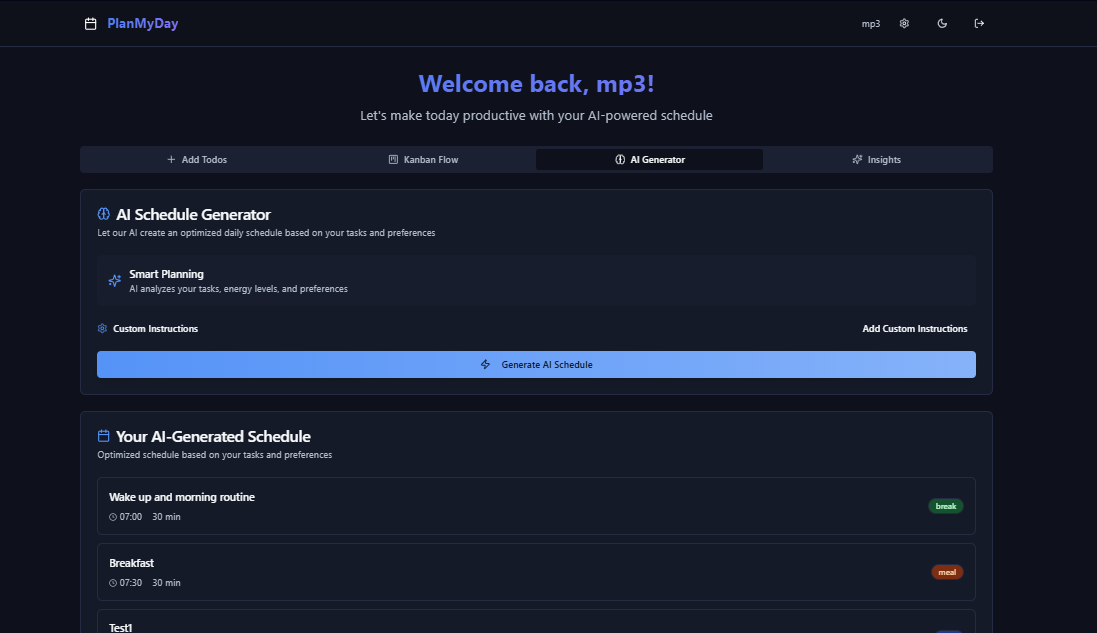 PlanMyDay
mp3
Welcome back, mp3!
Let's make today productive with your AI-powered schedule
Add Todos
Kanban Flow
AI Generator
Insights
AI Schedule Generator
Let our AI create an optimized daily schedule based on your tasks and preferences
Smart Planning
AI analyzes your tasks, energy levels, and preferences
Custom Instructions
Add Custom Instructions
Generate AI Schedule
Your AI-Generated Schedule
Optimized schedule based on your tasks and preferences
Wake up and morning routine
07:00 30 min
break
Breakfast
07:30 30 min
meal
Test1